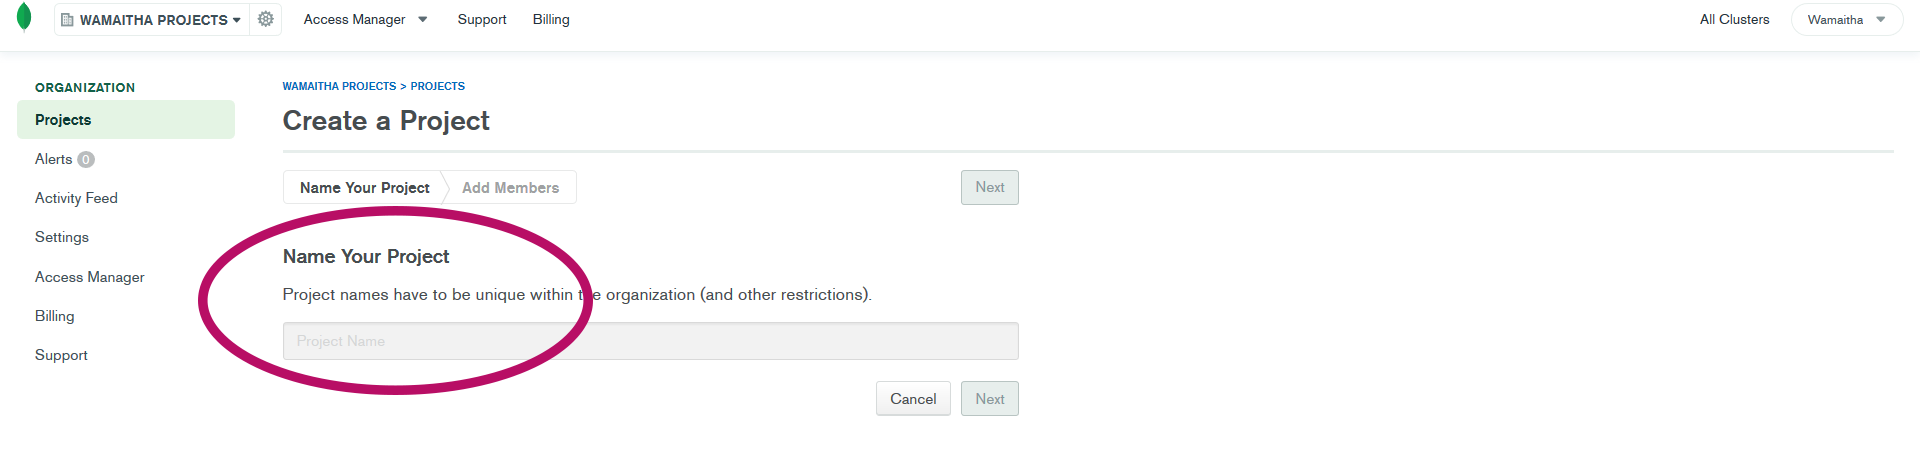 WAMAITHA PROJECTS
Access Manager
Support
Billing
All Clusters
Wamaitha
ORGANIZATION
Projects
Alerts 0
Activity Feed
Settings
Access Manager
Billing
Support
WAMAITHA PROJECTS > PROJECTS
Create a Project
Name Your Project
Add Members
Next
Name Your Project
Project names have to be unique within the organization (and other restrictions).
Project Name
Cancel
Next